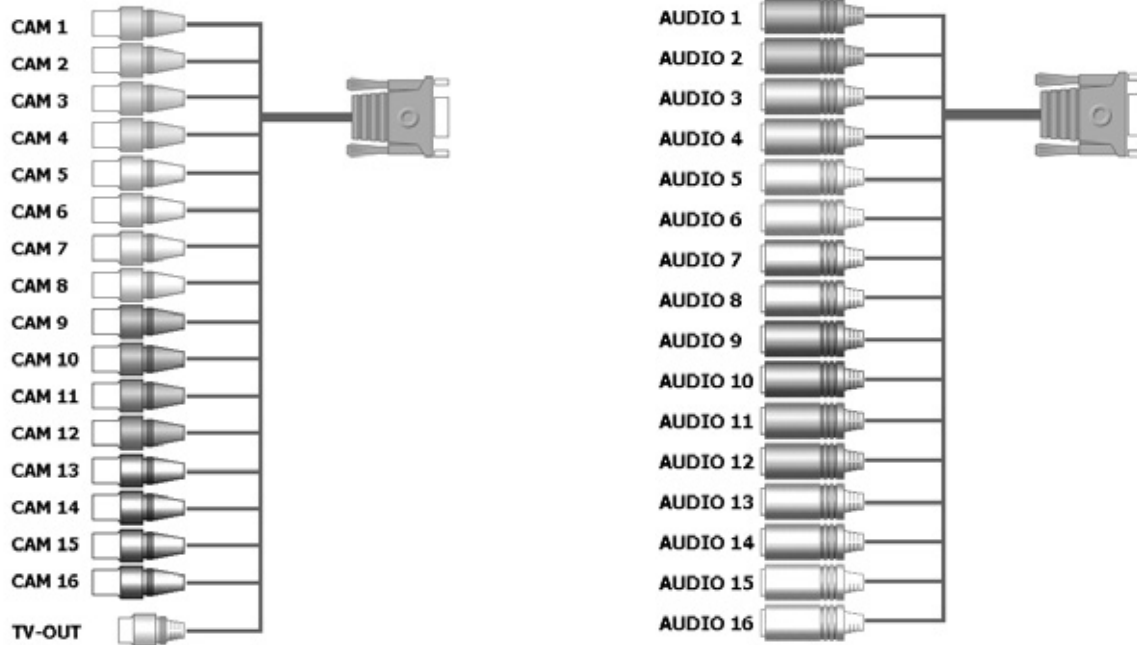 CAM 1
CAM 2
CAM 3
CAM 4
CAM 5
CAM 6
CAM 7
CAM 8
CAM 9
CAM 10
CAM 11
CAM 12
CAM 13
CAM 14
CAM 15
CAM 16
TV-OUT
AUDIO 1
AUDIO 2
AUDIO 3
AUDIO 4
AUDIO 5
AUDIO 6
AUDIO 7
AUDIO 8
AUDIO 9
AUDIO 10
AUDIO 11
AUDIO 12
AUDIO 13
AUDIO 14
AUDIO 15
AUDIO 16